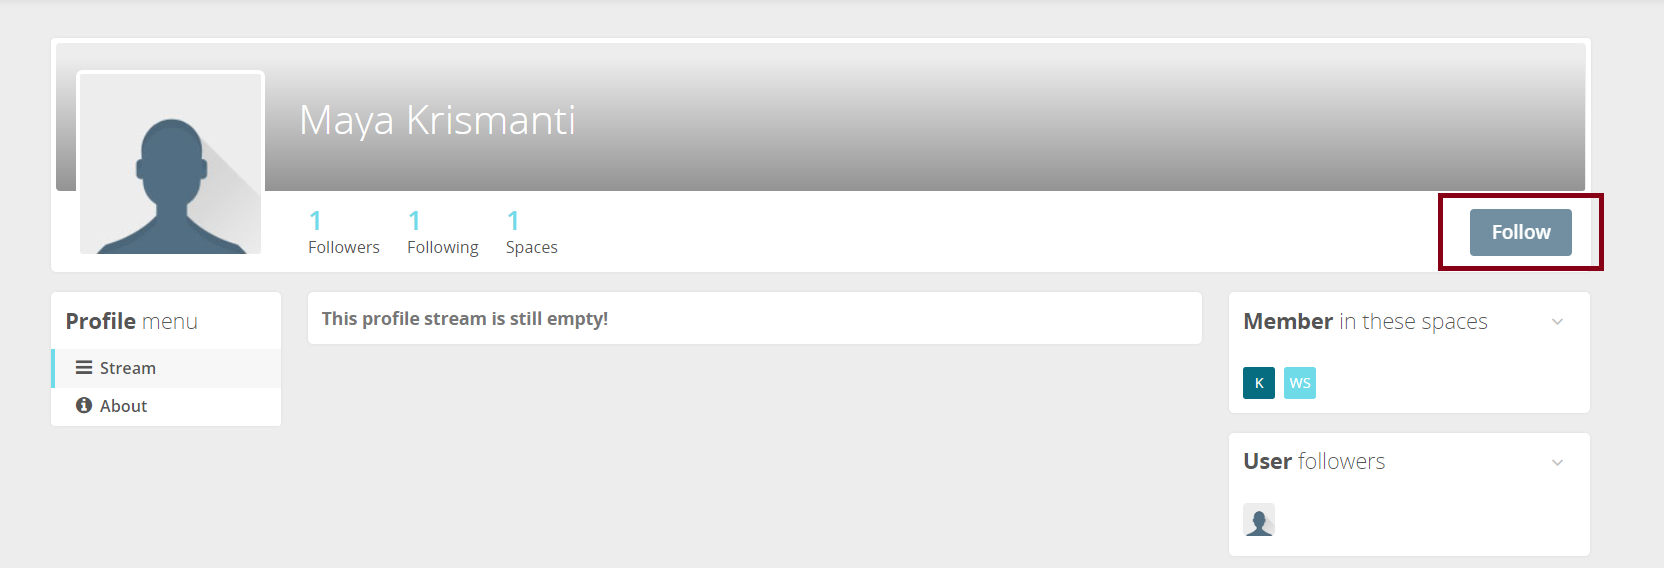 Maya Krismanti
1 1 1
Followers Following Spaces
Follow
Profile menu
Stream
About
This profile stream is still empty!
Member in these spaces
K WS
User followers